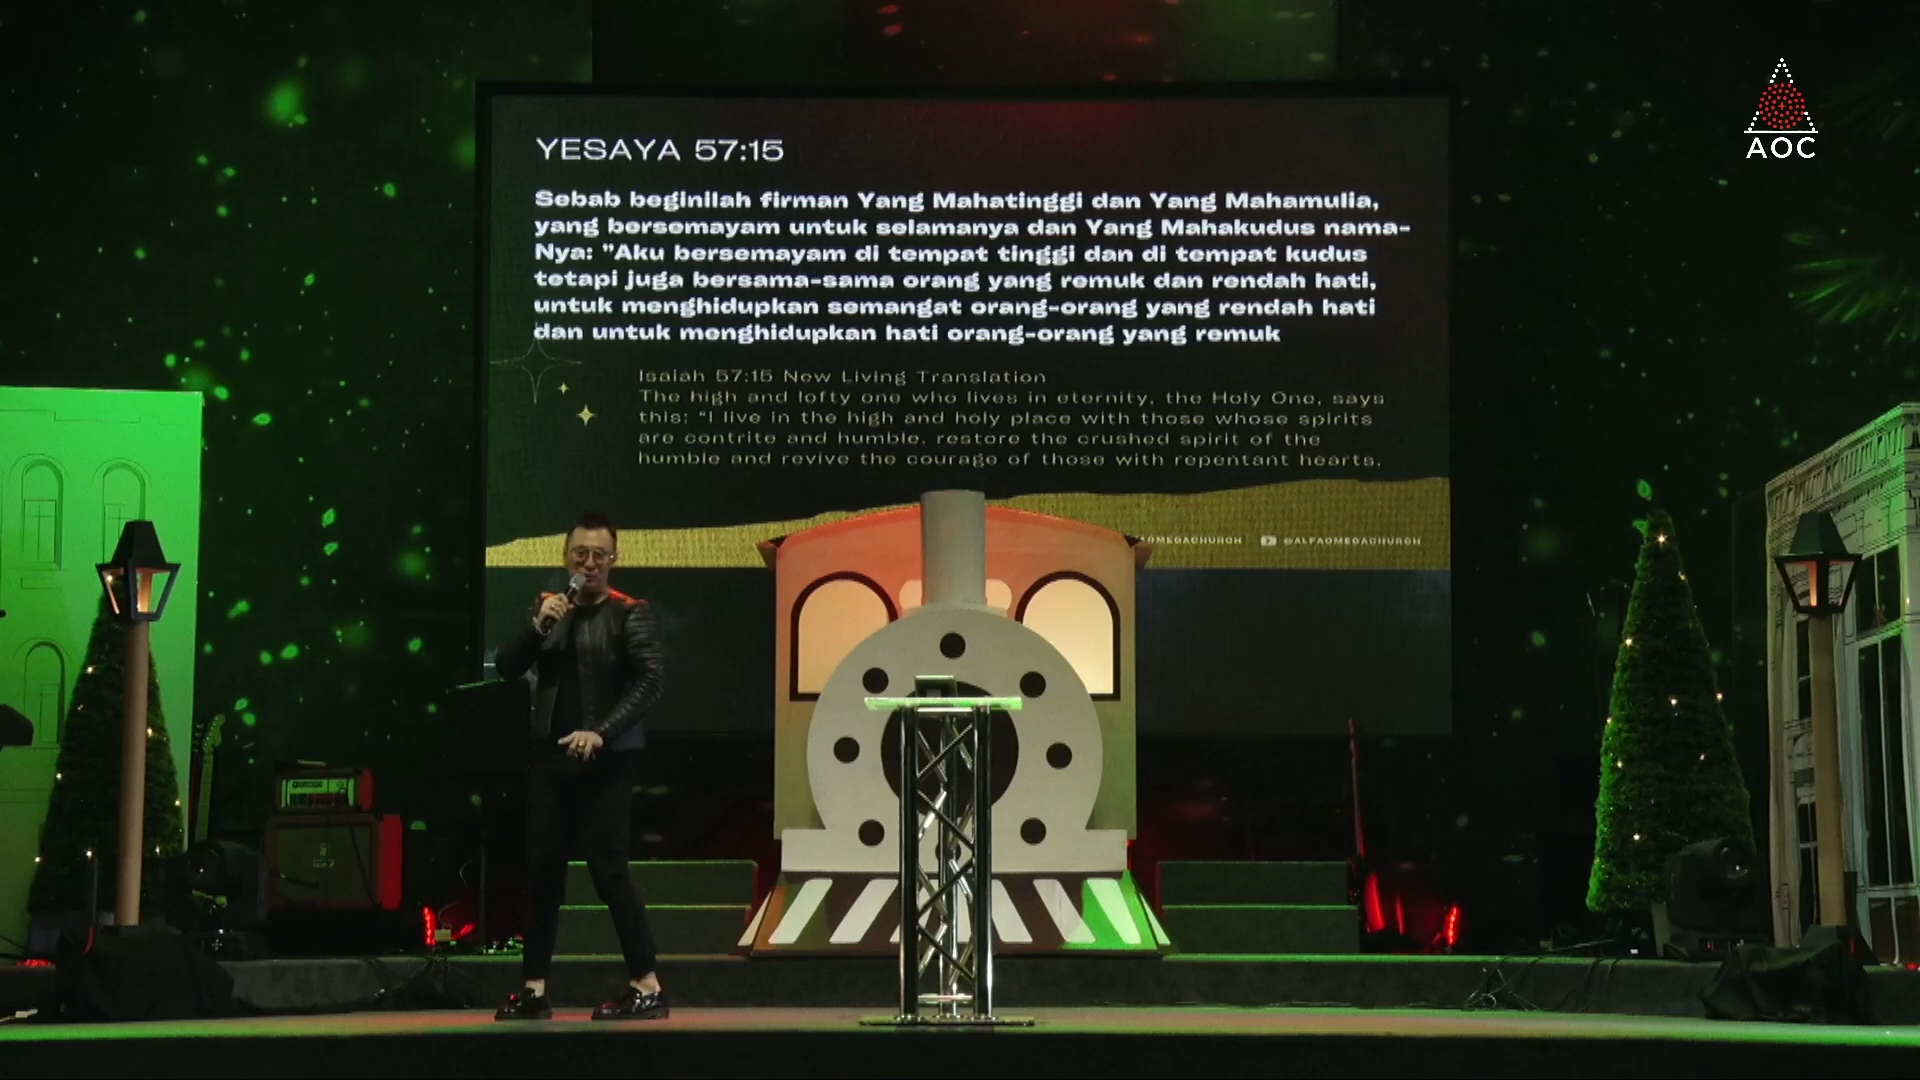 AOC
YESAYA 57:15
Sebab beginilah firman Yang Mahatinggi dan Yang Mahamulia,
yang bersemayam untuk selamanya dan Yang Mahakudus nama-
Nya: "Aku bersemayam di tempat tinggi dan di tempat kudus
tetapi juga bersama-sama orang yang remuk dan rendah hati,
untuk menghidupkan semangat orang-orang yang rendah hati
dan untuk menghidupkan hati orang-orang yang remuk
Isaiah 57:15 New Living Translation
The high and lofty one who lives in eternity, the Holy One, says
this: "I live in the high and holy place with those whose spirits
are contrite and humble. restore the crushed spirit of the
humble and revive the courage of those with repentant hearts.
@ALFAOMEGACHURCH